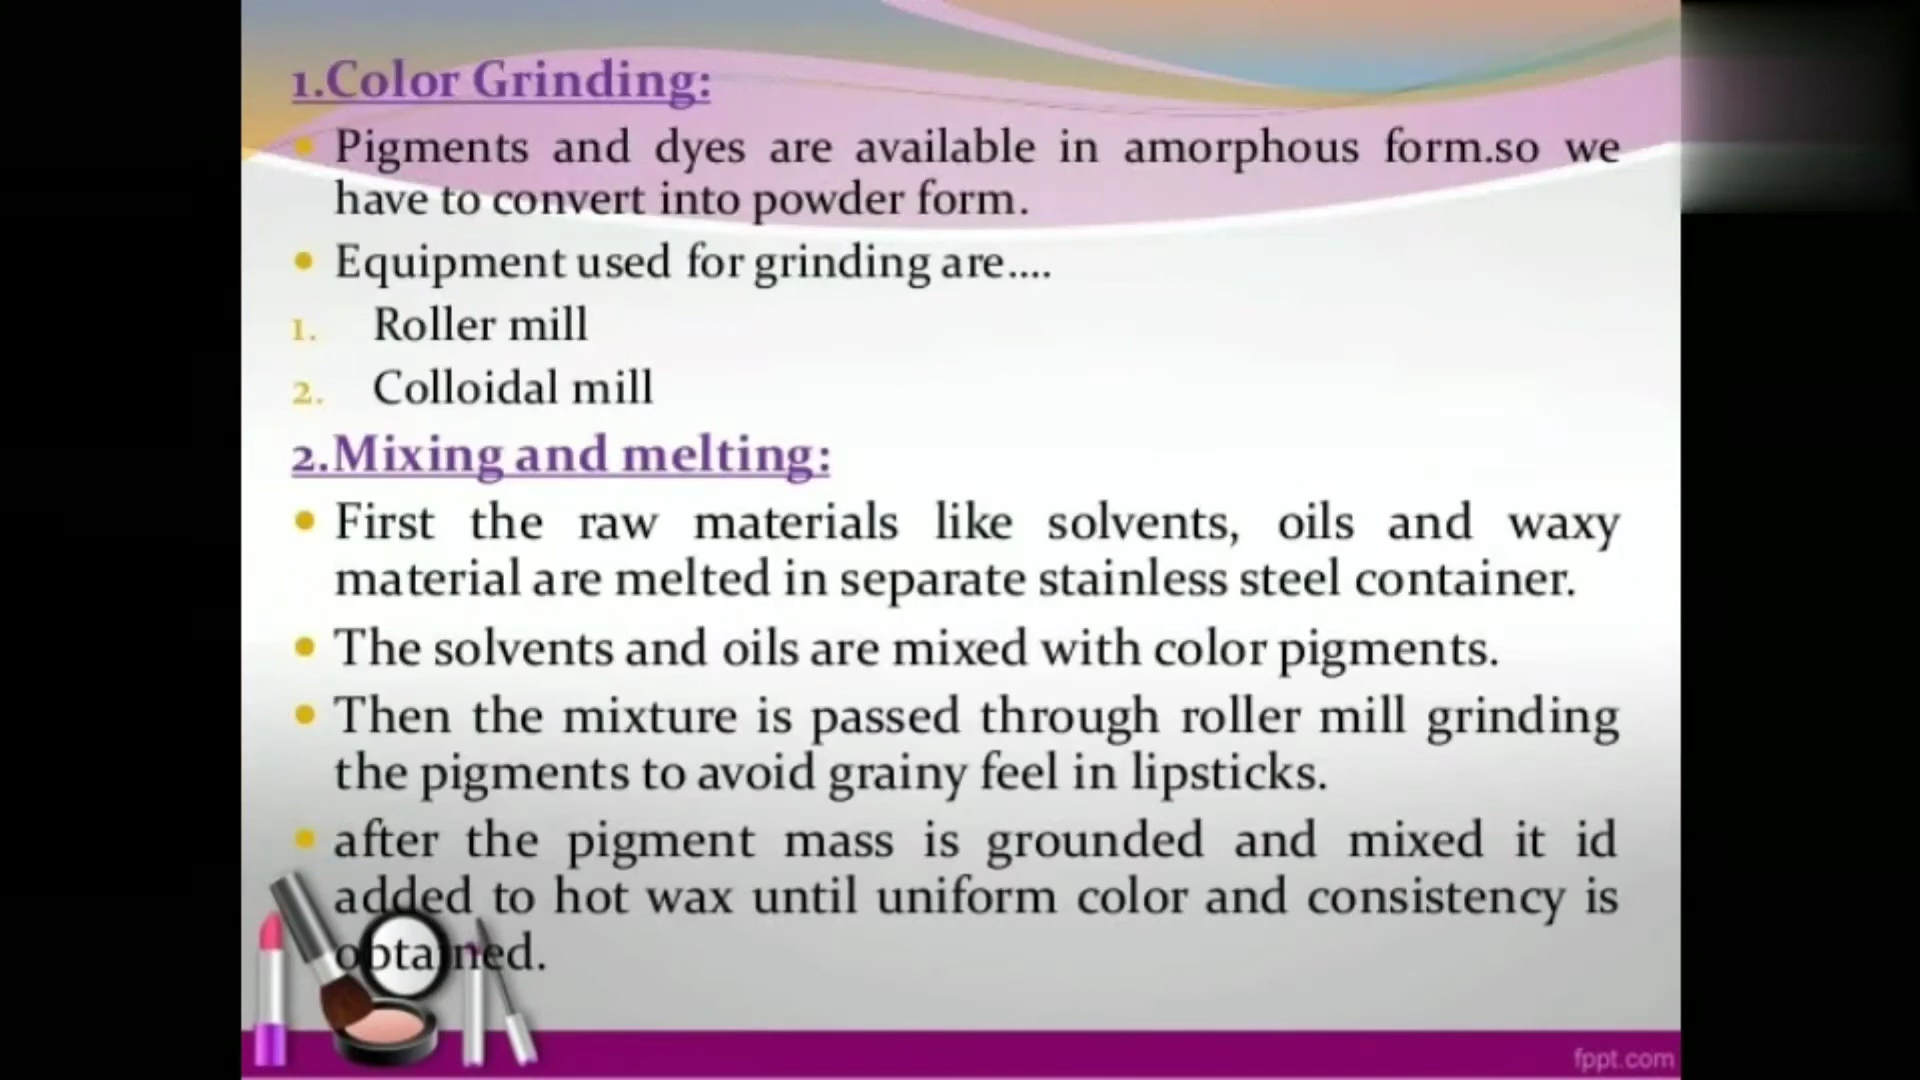 1.Color Grinding:
• Pigments and dyes are available in amorphous form.so we
have to convert into powder form.
• Equipment used for grinding are....
1. Roller mill
2. Colloidal mill
2.Mixing and melting:
• First the raw materials like solvents, oils and waxy
material are melted in separate stainless steel container.
• The solvents and oils are mixed with color pigments.
• Then the mixture is passed through roller mill grinding
the pigments to avoid grainy feel in lipsticks.
• after the pigment mass is grounded and mixed it id
added to hot wax until uniform color and consistency is
obtained.
fppt.com